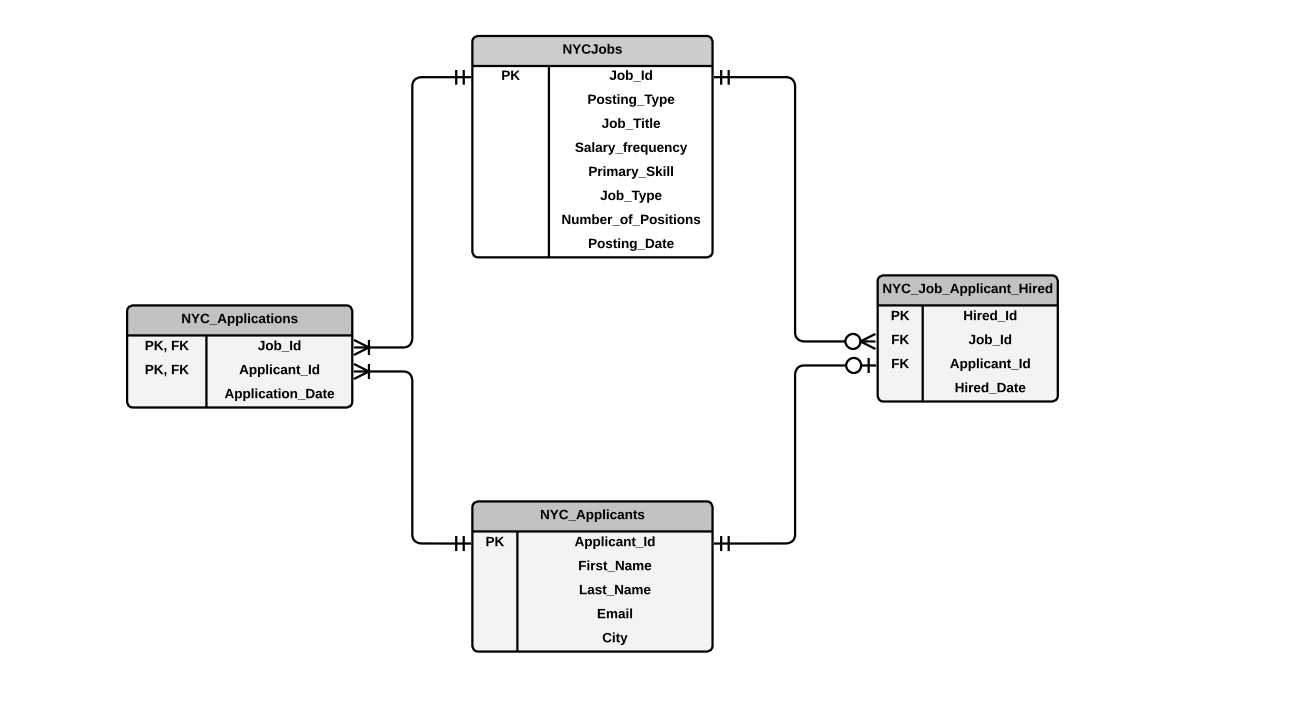 NYCJobs
PK Job_Id
Posting_Type
Job_Title
Salary_frequency
Primary_Skill
Job_Type
Number_of_Positions
Posting_Date
NYC_Applications
PK, FK Job_Id
PK, FK Applicant_Id
Application_Date
NYC_Job_Applicant_Hired
PK Hired_Id
FK Job_Id
FK Applicant_Id
Hired_Date
NYC_Applicants
PK Applicant_Id
First_Name
Last_Name
Email
City